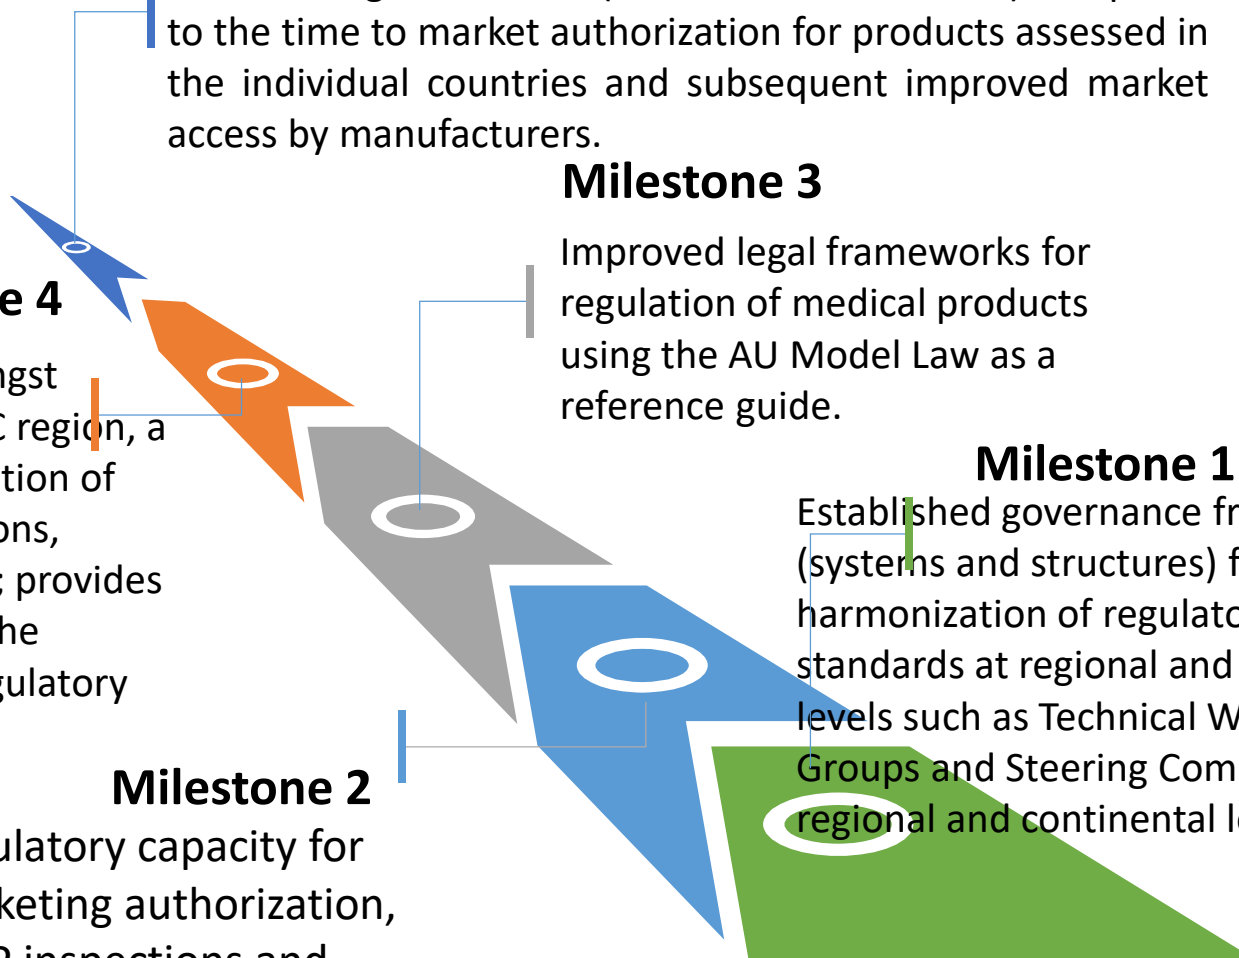 to the time to market authorization for products assessed in
the individual countries and subsequent improved market
access by manufacturers.
Milestone 3
Improved legal frameworks for
regulation of medical products
using the AU Model Law as a
reference guide.
e 4
ngst
C region, a
tion of
ons,
; provides
he
gulatory
Milestone 1
Established governance fr
(systems and structures) f
harmonization of regulato
standards at regional and
levels such as Technical W
Groups and Steering Com
regional and continental l
Milestone 2
ulatory capacity for
keting authorization,
inspections and